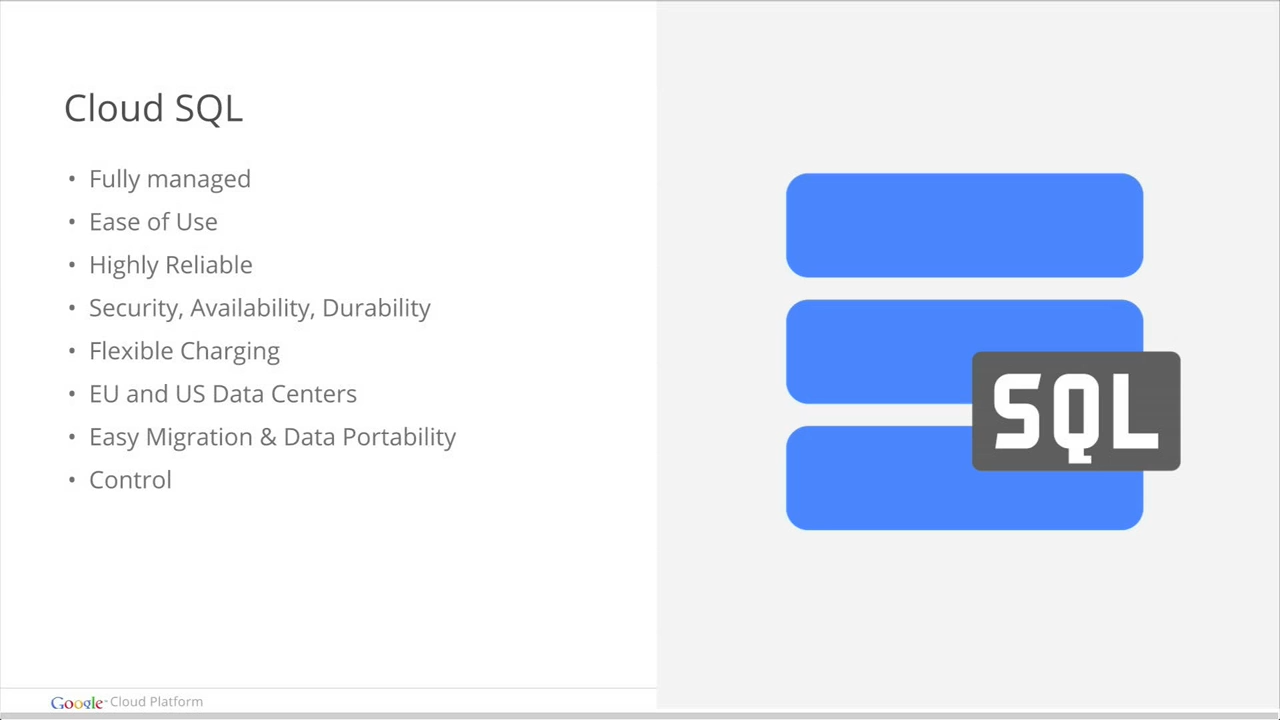 Cloud SQL
• Fully managed
• Ease of Use
• Highly Reliable
• Security, Availability, Durability
• Flexible Charging
• EU and US Data Centers
• Easy Migration & Data Portability
• Control
SQL
Google Cloud Platform